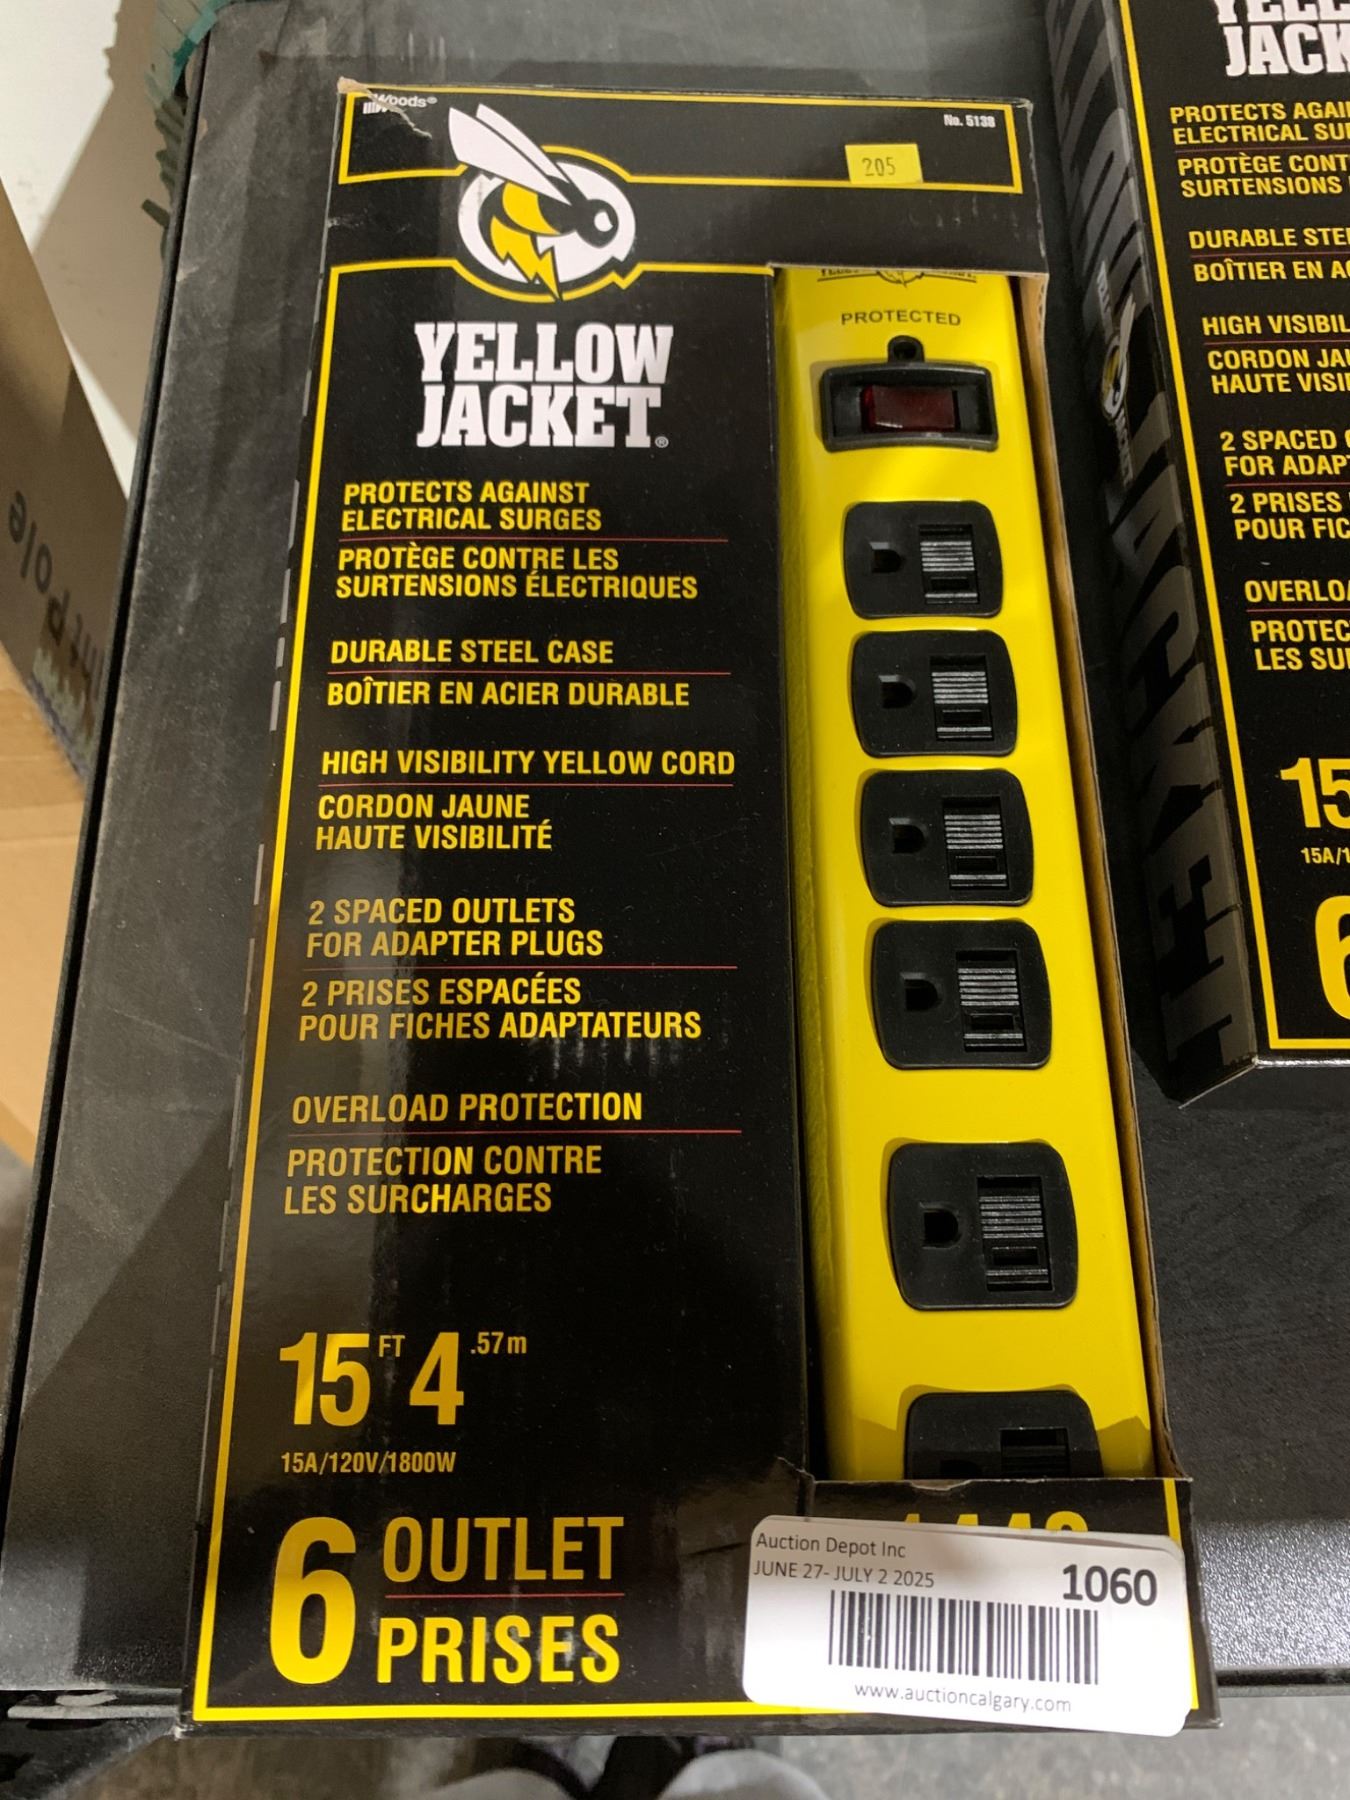 Woods®
No. 5138
205
YELLOW
JACKET®
PROTECTS AGAINST
ELECTRICAL SURGES
PROTÈGE CONTRE LES
SURTENSIONS ÉLECTRIQUES
DURABLE STEEL CASE
BOÎTIER EN ACIER DURABLE
HIGH VISIBILITY YELLOW CORD
CORDON JAUNE
HAUTE VISIBILITÉ
2 SPACED OUTLETS
FOR ADAPTER PLUGS
2 PRISES ESPACÉES
POUR FICHES ADAPTATEURS
OVERLOAD PROTECTION
PROTECTION CONTRE
LES SURCHARGES
15 FT 4 .57m
15A/120V/1800W
6 OUTLET
PRISES
PROTECTED
Auction Depot Inc
JUNE 27- JULY 2 2025
1060
www.auctioncalgary.com
JACK
PROTECTS AGAI
ELECTRICAL SU
PROTÈGE CONT
SURTENSIONS
DURABLE STE
BOÎTIER EN A
HIGH VISIBIL
CORDON JAU
HAUTE VISI
2 SPACED
FOR ADAP
2 PRISES
POUR FIC
OVERLO
PROTEC
LES SU
15
15A/1
6
JACKET